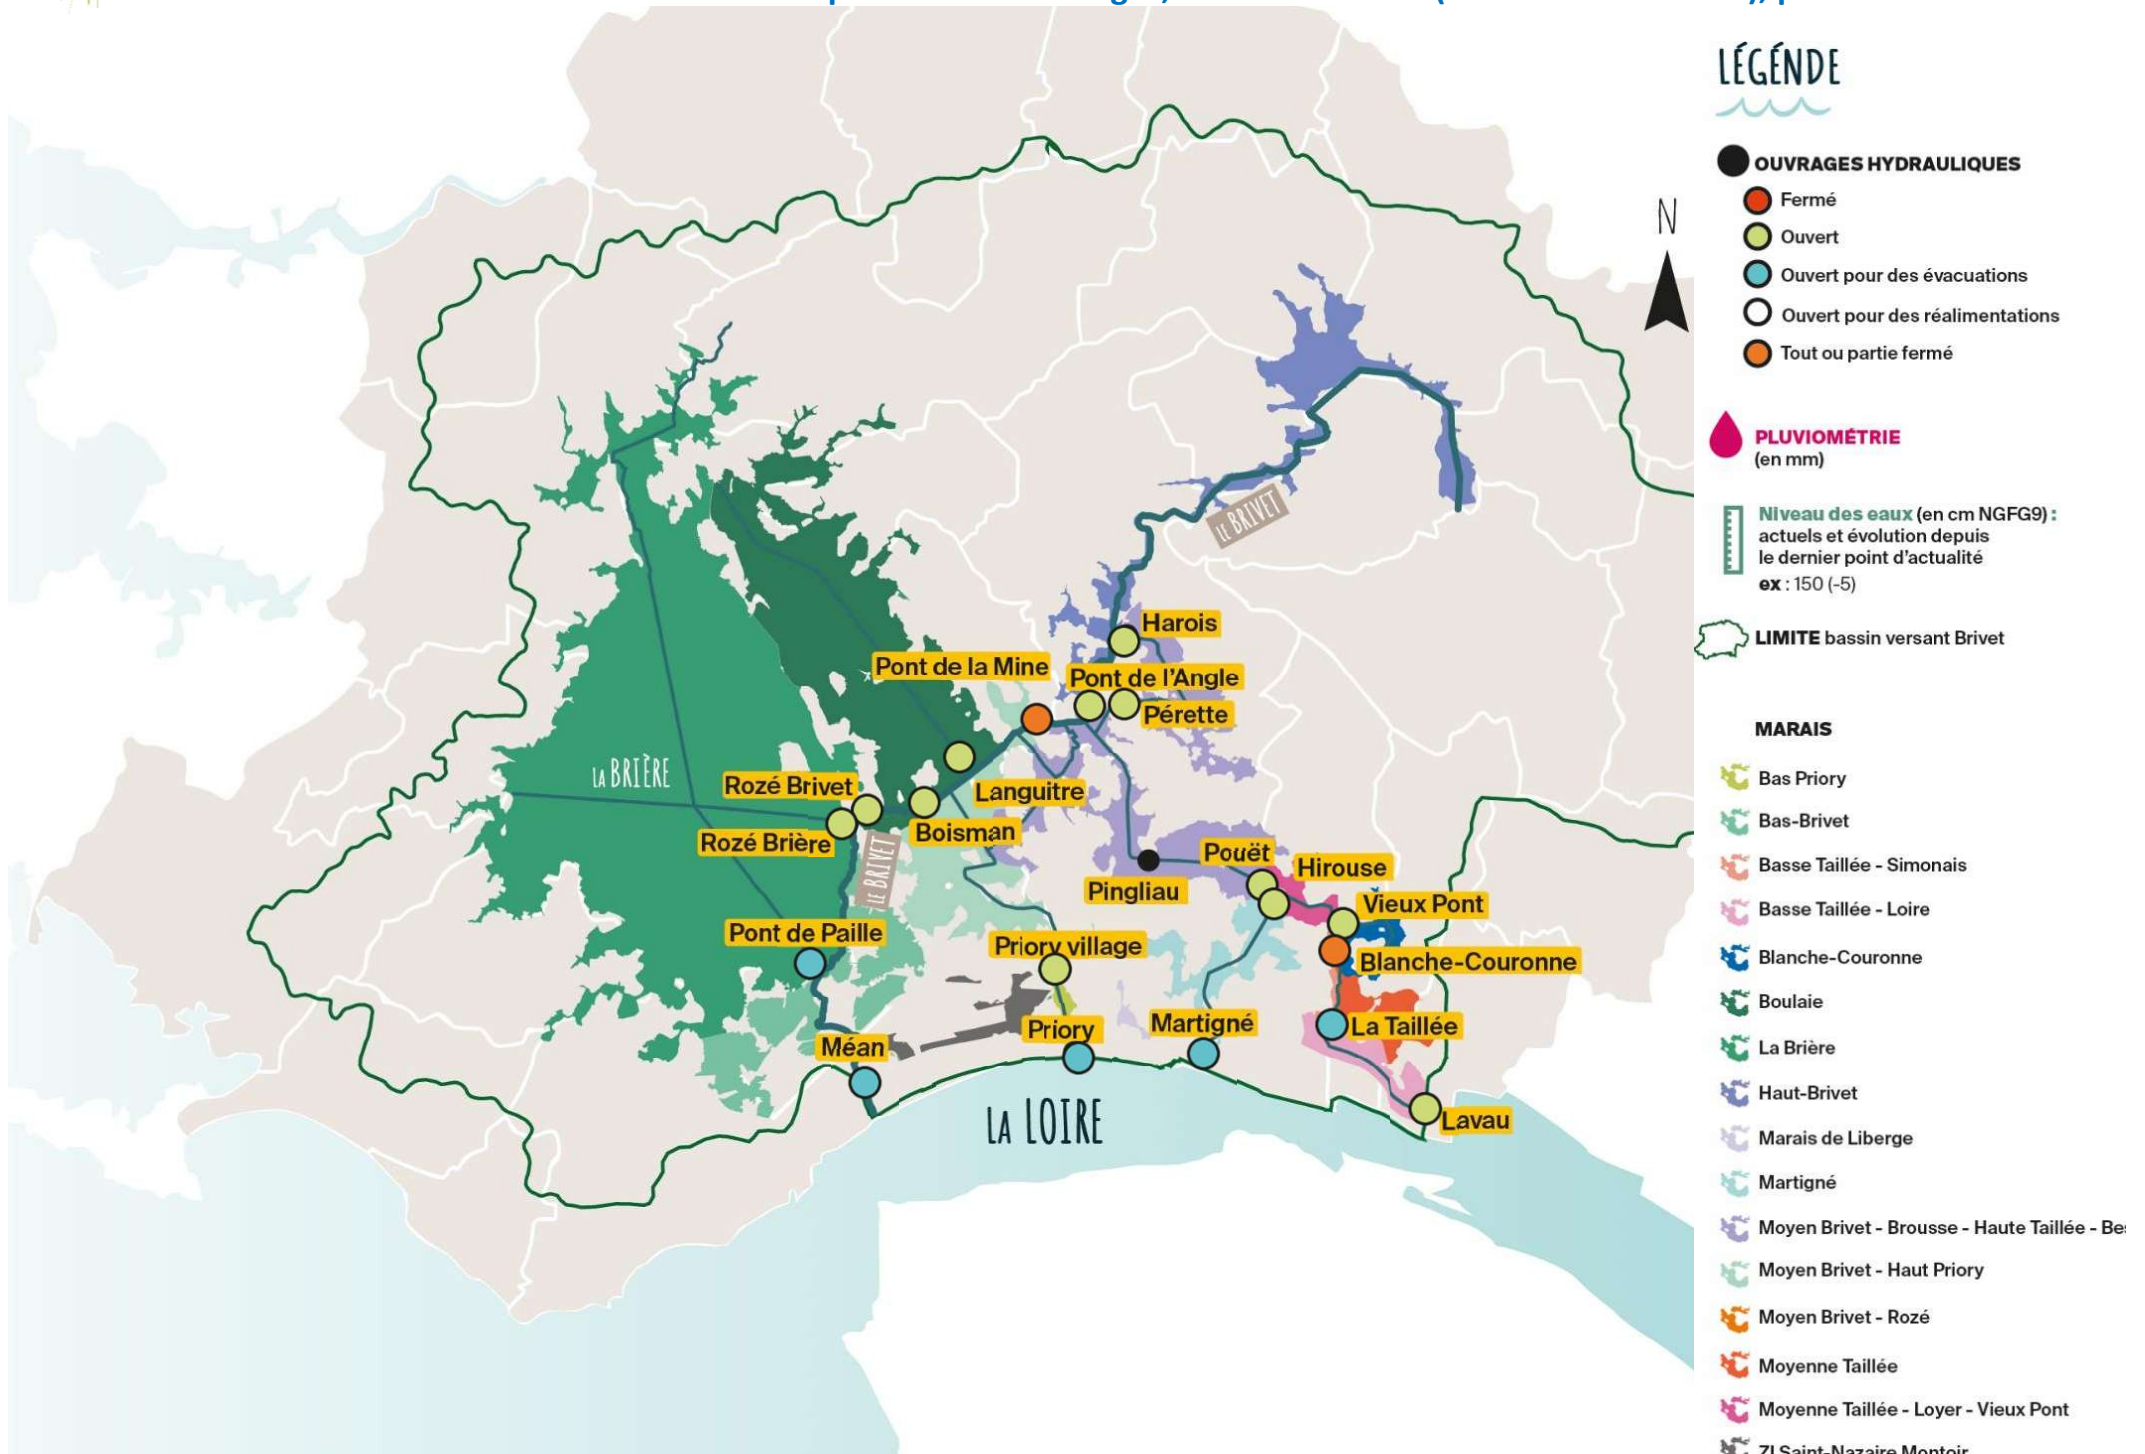 LÉGÉNDE
OUVRAGES HYDRAULIQUES
Fermé
Ouvert
Ouvert pour des évacuations
Ouvert pour des réalimentations
Tout ou partie fermé
PLUVIOMÉTRIE
(en mm)
Niveau des eaux (en cm NGFG9) :
actuels et évolution depuis
le dernier point d'actualité
ex : 150 (-5)
LIMITE bassin versant Brivet
MARAIS
Bas Priory
Bas-Brivet
Basse Taillée - Simonais
Basse Taillée - Loire
Blanche-Couronne
Boulaie
La Brière
Haut-Brivet
Marais de Liberge
Martigné
Moyen Brivet - Brousse - Haute Taillée -
Moyen Brivet - Haut Priory
Moyen Brivet - Rozé
Moyenne Taillée
Moyenne Taillée - Loyer - Vieux Pont
ZI Saint-Nazaire Montoir
N
LE BRIVET
Harois
Pont de la Mine
Pont de l'Angle
Pérette
LA BRIÈRE
Rozé Brivet
Languitre
Rozé Brière
Boisman
LE BRIVET
Pouët
Hirouse
Pingliau
Vieux Pont
Pont de Paille
Priory village
Blanche-Couronne
Priory
Martigné
La Taillée
Méan
LA LOIRE
Lavau